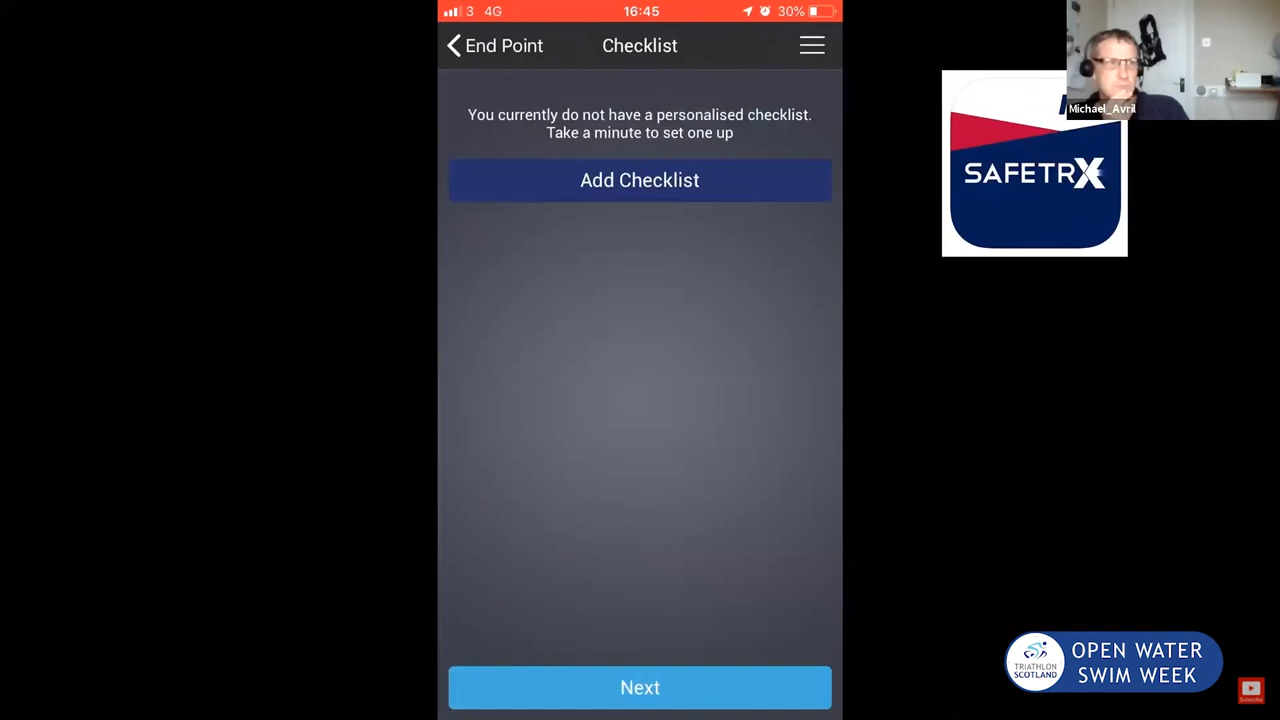 3 4G 16:45 30%
End Point Checklist
Michael_Avril
You currently do not have a personalised checklist.
Take a minute to set one up
Add Checklist
SAFETRX
Next
TRIATHLON
SCOTLAND
OPEN WATER
SWIM WEEK
Subscribe